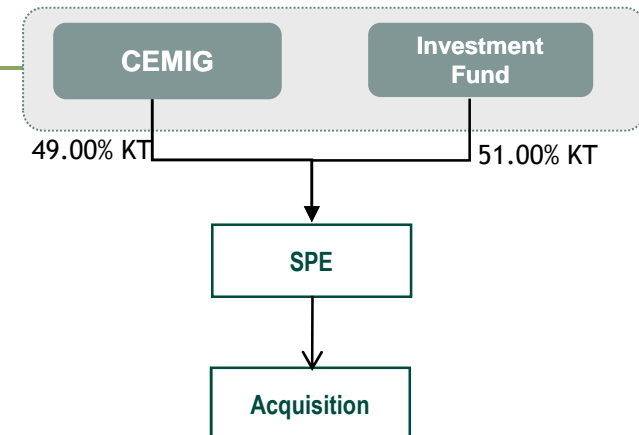 CEMIG
Investment
Fund
49.00% KT
51.00% KT
SPE
Acquisition